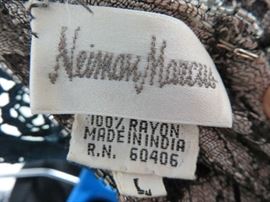 Neiman Marcus
100% RAYON
MADE IN INDIA
R.N. 60406
L